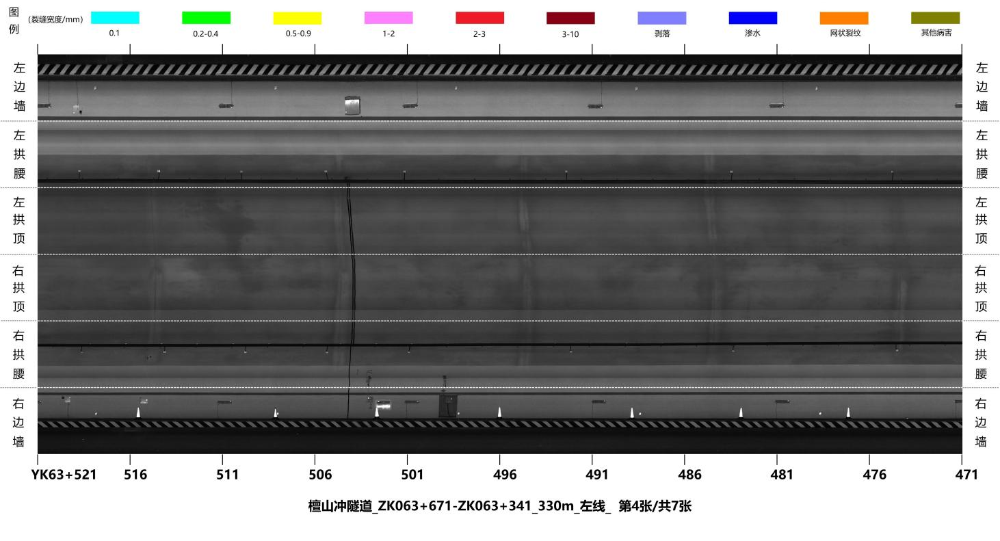 图例
(裂缝宽度/mm)
0.1 0.2-0.4 0.5-0.9 1-2 2-3 3-10 剥落 渗水 网状裂纹 其他病害
左边墙 左边墙
左拱腰 左拱腰
左拱顶 左拱顶
右拱顶 右拱顶
右拱腰 右拱腰
右边墙 右边墙
YK63+521 516 511 506 501 496 491 486 481 476 471
檀山冲隧道_ZK063+671-ZK063+341_330m_左线_ 第4张/共7张